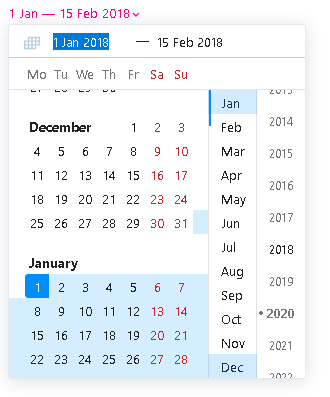 1 Jan — 15 Feb 2018
1 Jan 2018 — 15 Feb 2018
Mo Tu We Th Fr Sa Su
27 28 29 30
December 1 2 3
4 5 6 7 8 9 10
11 12 13 14 15 16 17
18 19 20 21 22 23 24
25 26 27 28 29 30 31
January
1 2 3 4 5 6 7
8 9 10 11 12 13 14
15 16 17 18 19 20 21
22 23 24 25 26 27 28
Jan
Feb
Mar
Apr
May
Jun
Jul
Aug
Sep
Oct
Nov
Dec
2013
2014
2015
2016
2017
2018
2019
2020
2021
2022